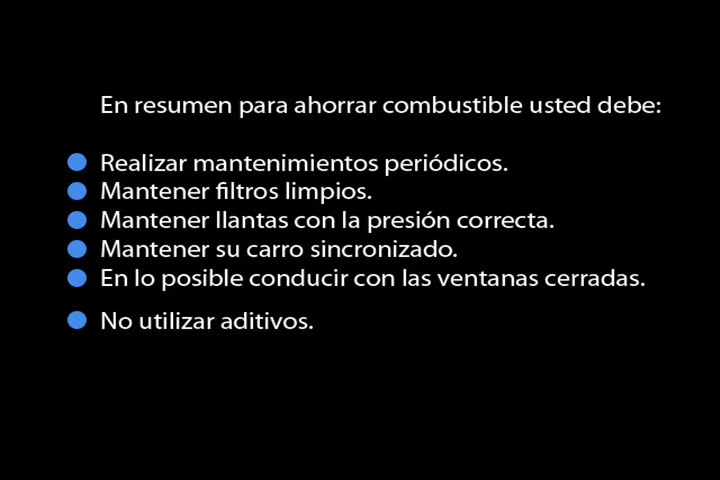 En resumen para ahorrar combustible usted debe:
Realizar mantenimientos periódicos.
Mantener filtros limpios.
Mantener llantas con la presión correcta.
Mantener su carro sincronizado.
En lo posible conducir con las ventanas cerradas.
No utilizar aditivos.